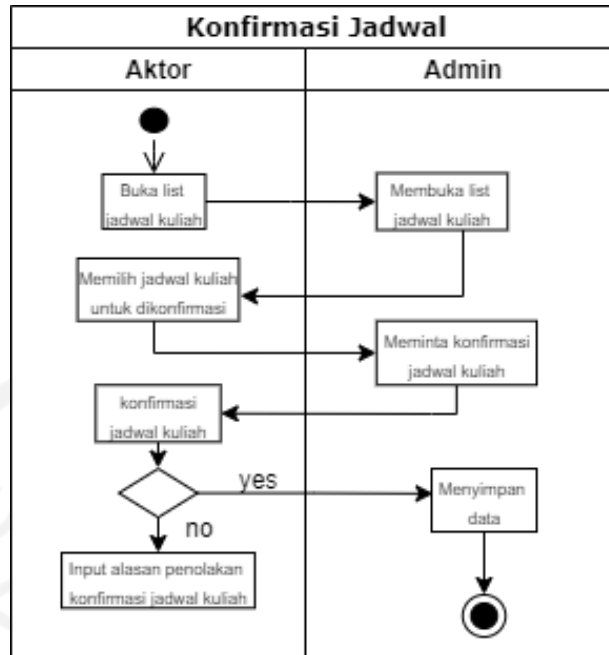 Konfirmasi Jadwal
Aktor
Admin
Buka list
jadwal kuliah
Membuka list
jadwal kuliah
Memilih jadwal kuliah
untuk dikonfirmasi
Meminta konfirmasi
jadwal kuliah
konfirmasi
jadwal kuliah
yes
Menyimpan
data
no
Input alasan penolakan
konfirmasi jadwal kuliah